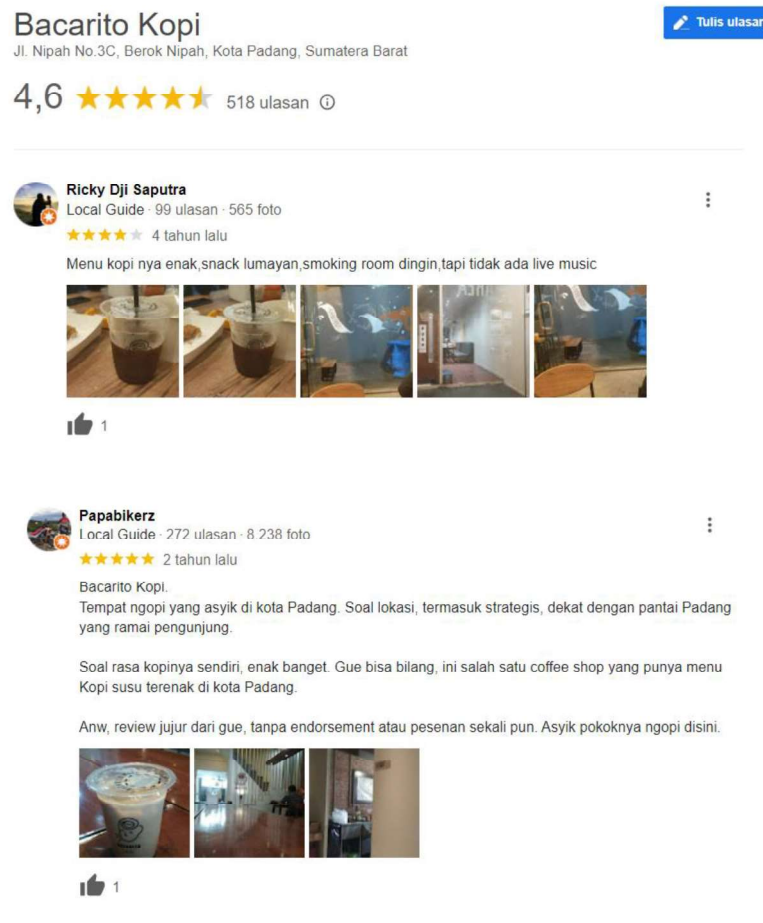 Bacarito Kopi
Tulis ulasan
Jl. Nipah No.3C, Berok Nipah, Kota Padang, Sumatera Barat
4,6 518 ulasan
Ricky Dji Saputra
Local Guide · 99 ulasan · 565 foto
4 tahun lalu
Menu kopi nya enak,snack lumayan,smoking room dingin,tapi tidak ada live music
1
Papabikerz
Local Guide · 272 ulasan · 8.238 foto
2 tahun lalu
Bacarito Kopi.
Tempat ngopi yang asyik di kota Padang. Soal lokasi, termasuk strategis, dekat dengan pantai Padang
yang ramai pengunjung.
Soal rasa kopinya sendiri, enak banget. Gue bisa bilang, ini salah satu coffee shop yang punya menu
Kopi susu terenak di kota Padang.
Anw, review jujur dari gue, tanpa endorsement atau pesenan sekali pun. Asyik pokoknya ngopi disini.
1